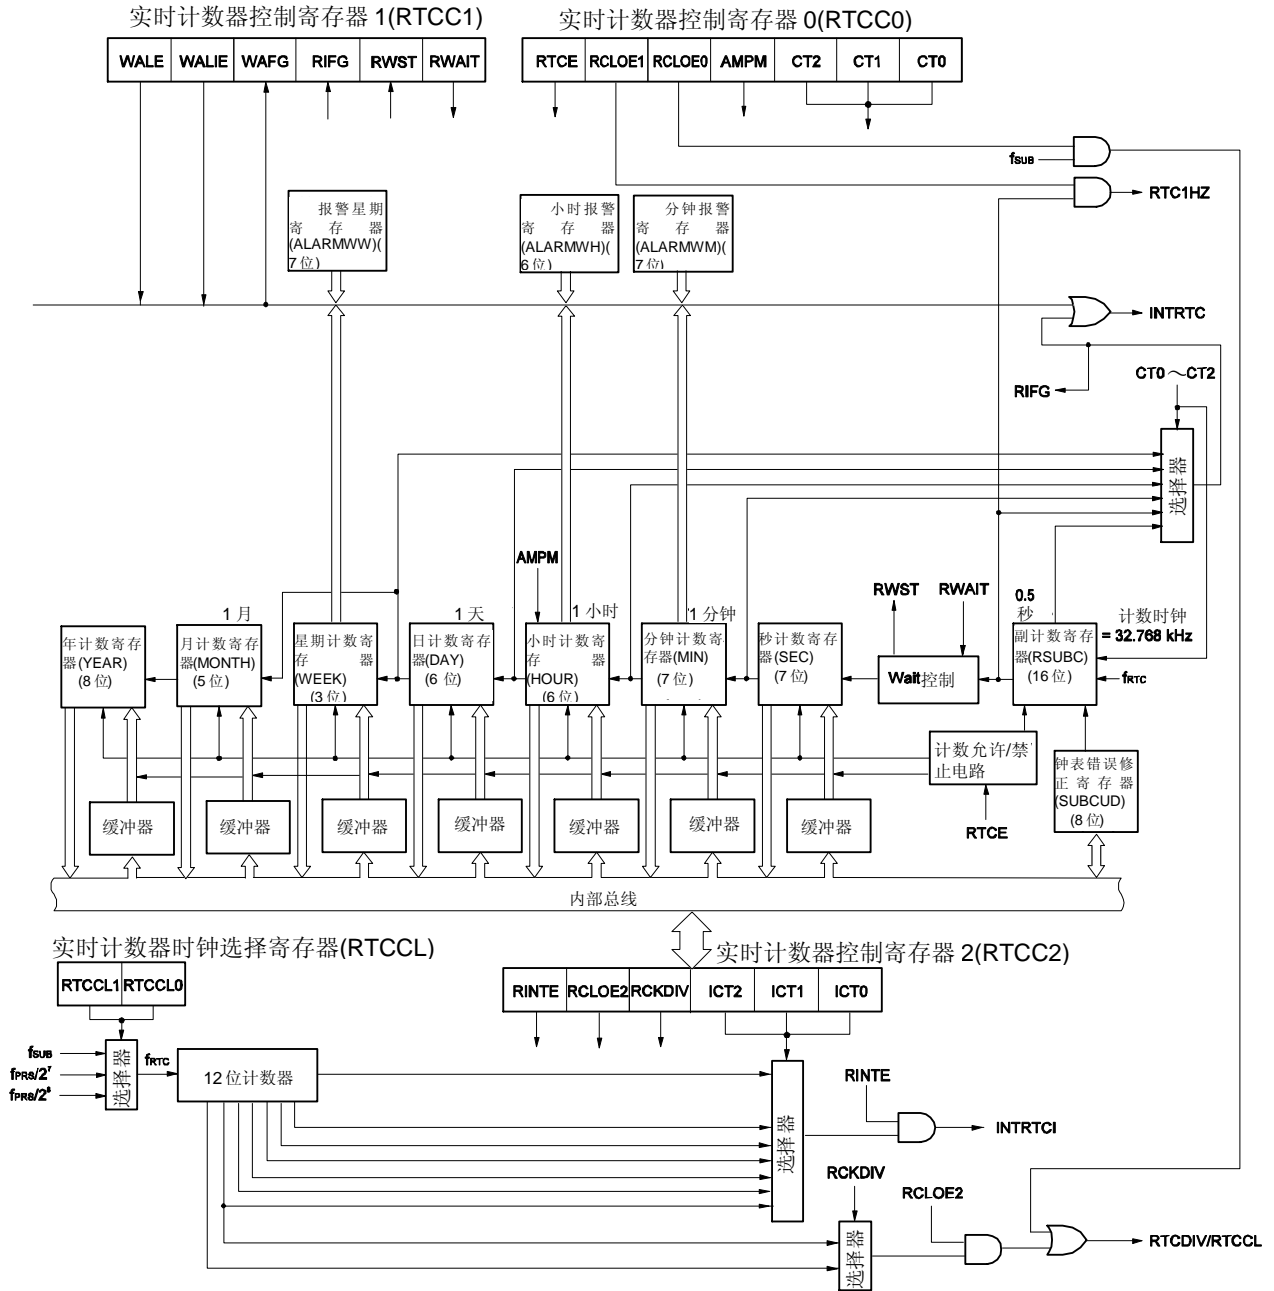 实时计数器控制寄存器 1(RTCC1)
实时计数器控制寄存器 0(RTCC0)
WALE WALIE WAFG RIFG RWST RWAIT
RTCE RCLOE1 RCLOE0 AMPM CT2 CT1 CT0
fSUB
RTC1HZ
报警星期
寄存器
(ALARMWW)(
7位)
小时报警
寄存器
(ALARMWH)(
6位)
分钟报警
寄存器
(ALARMWM)(
7位)
INTRTC
RIFG
CT0～CT2
选择器
AMPM
RWST
RWAIT
0.5
秒
计数时钟
= 32.768 kHz
1月
1天
1小时
1分钟
年计数寄存
器(YEAR)
(8位)
月计数寄存
器(MONTH)
(5位)
星期计数寄
存器
(WEEK)
(3位)
日计数寄存
器(DAY)
(6位)
小时计数寄
存器
(HOUR)
(6位)
分钟计数寄
存器(MIN)
(7位)
秒计数寄存
器(SEC)
(7位)
Wait控制
副计数寄存
器(RSUBC)
(16位)
fRTC
计数允许/禁
止电路
RTCE
钟表错误修
正寄存器
(SUBCUD)
(8位)
缓冲器 缓冲器 缓冲器 缓冲器 缓冲器 缓冲器 缓冲器
内部总线
实时计数器时钟选择寄存器(RTCCL)
实时计数器控制寄存器 2(RTCC2)
RTCCL1 RTCCL0
RINTE RCLOE2 RCKDIV ICT2 ICT1 ICT0
fSUB
fPRS/2⁷
fPRS/2⁸
选择器
fRTC
12位计数器
选择器
RINTE
INTRTCI
RCKDIV
RCLOE2
选择器
RTCDIV/RTCCL